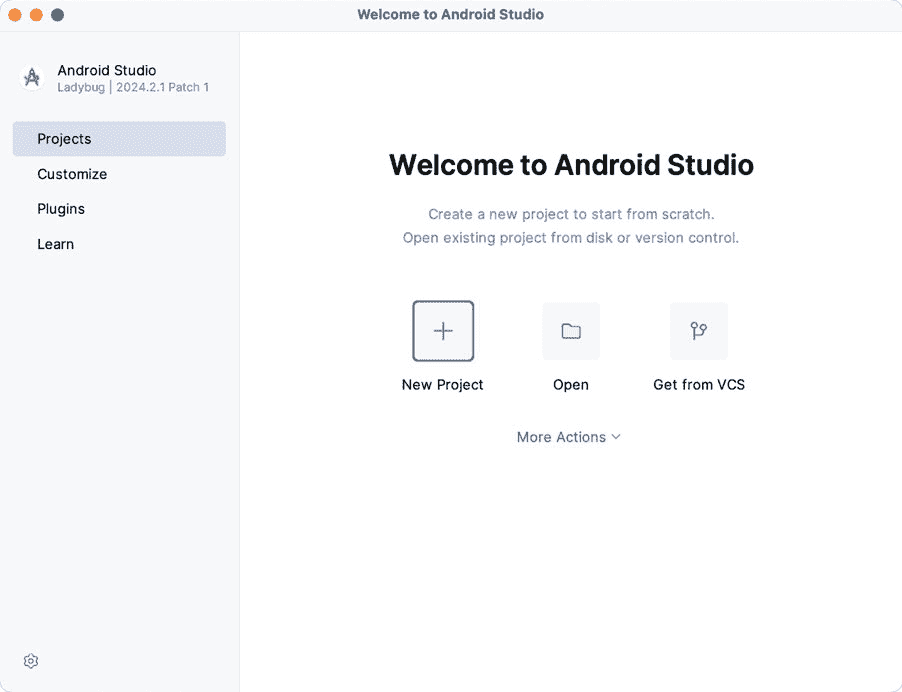 Welcome to Android Studio
Android Studio
Ladybug | 2024.2.1 Patch 1
Projects
Customize
Plugins
Learn
Welcome to Android Studio
Create a new project to start from scratch.
Open existing project from disk or version control.
New Project
Open
Get from VCS
More Actions